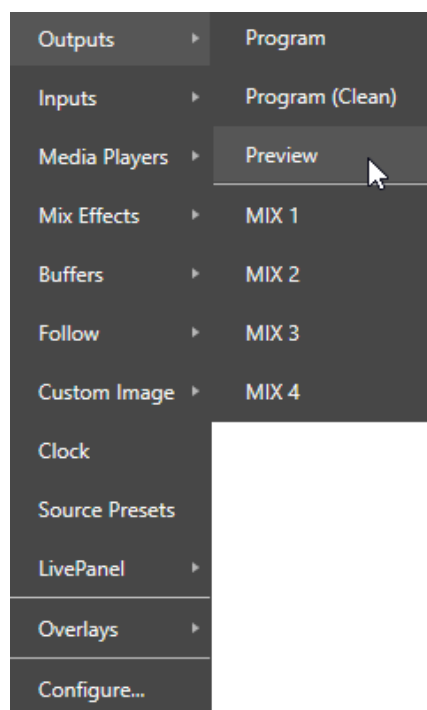 Outputs
Inputs
Media Players
Mix Effects
Buffers
Follow
Custom Image
Clock
Source Presets
LivePanel
Overlays
Configure...
Program
Program (Clean)
Preview
MIX 1
MIX 2
MIX 3
MIX 4